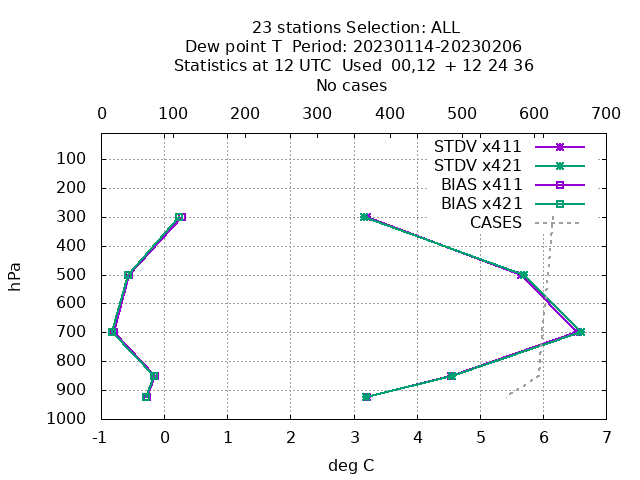 23 stations Selection: ALL
Dew point T  Period: 20230114-20230206
Statistics at 12 UTC  Used  00,12  + 12 24 36
No cases
0 100 200 300 400 500 600 700
STDV x411
STDV x421
BIAS x411
BIAS x421
CASES
100
200
300
400
500
600
700
800
900
1000
hPa
-1 0 1 2 3 4 5 6 7
deg C